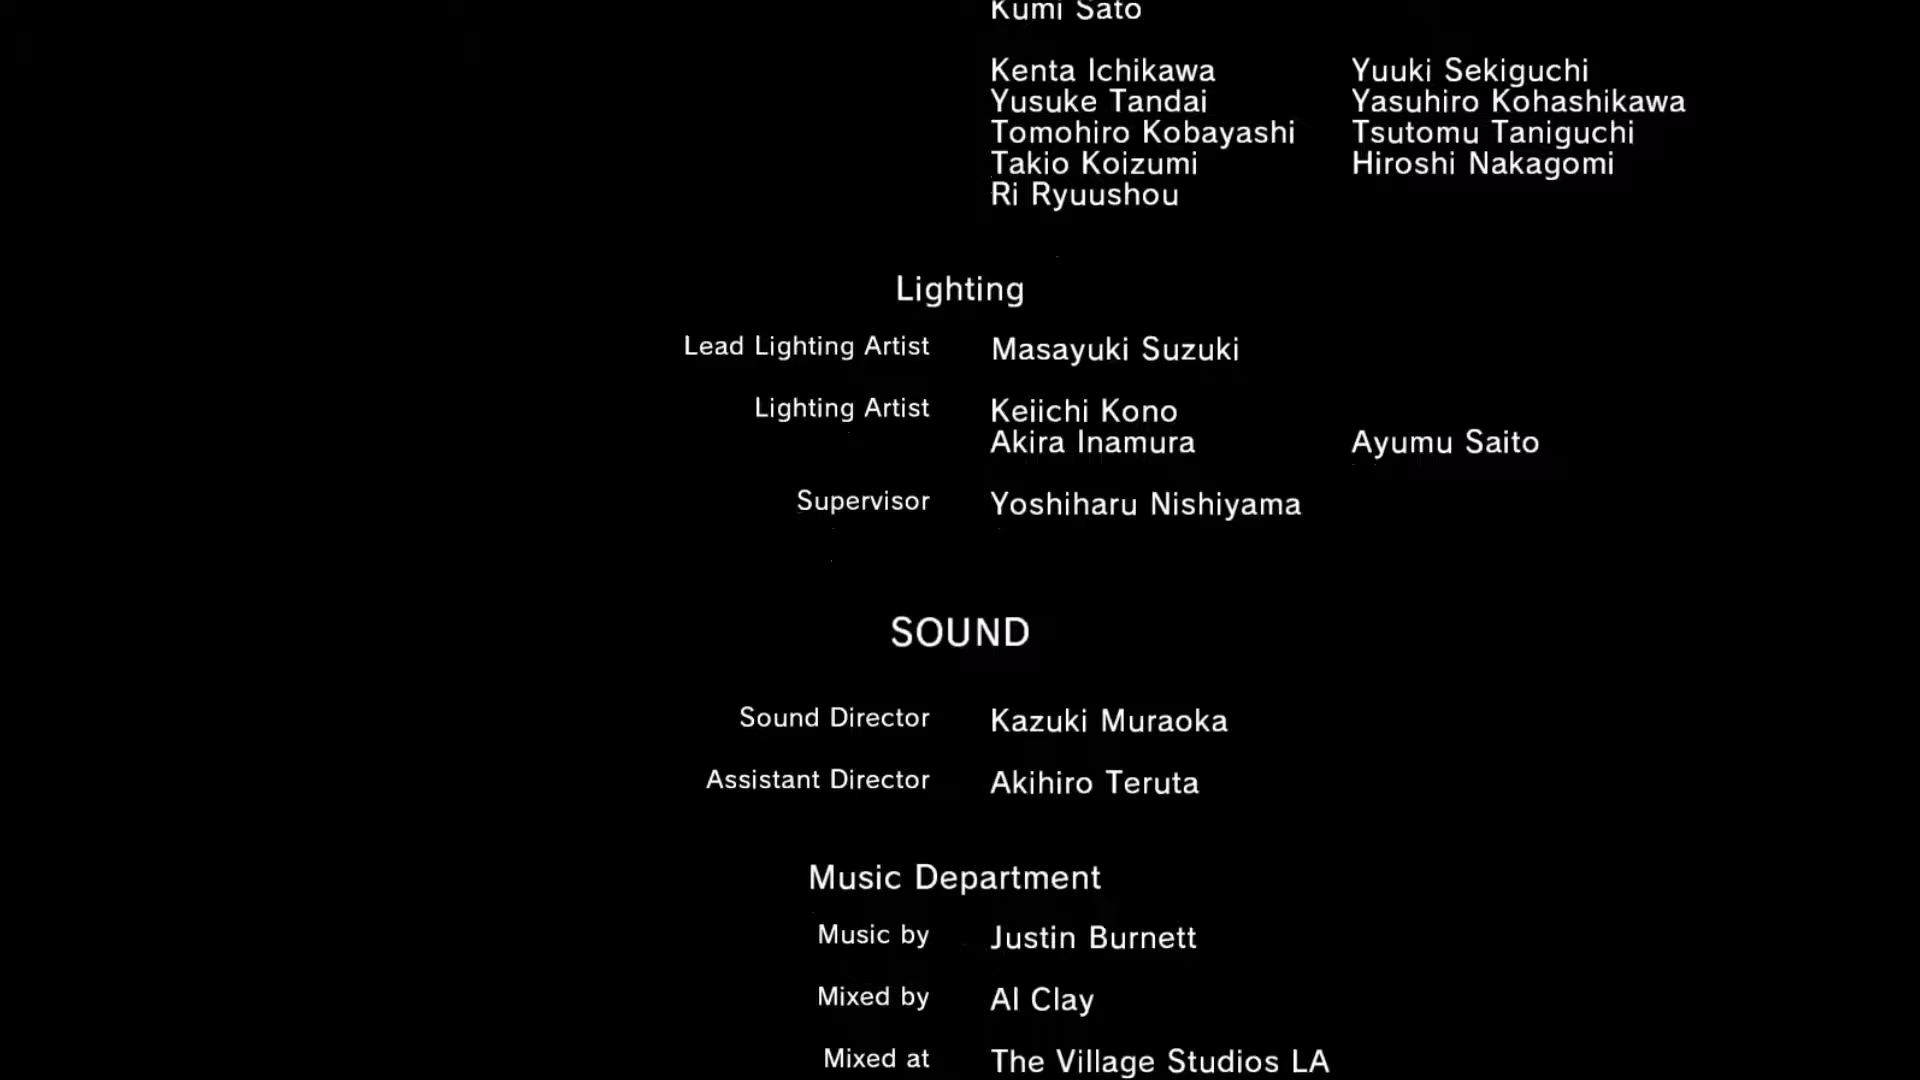 Kumi Sato
Kenta Ichikawa Yuuki Sekiguchi
Yusuke Tandai Yasuhiro Kohashikawa
Tomohiro Kobayashi Tsutomu Taniguchi
Takio Koizumi Hiroshi Nakagomi
Ri Ryuushou
Lighting
Lead Lighting Artist Masayuki Suzuki
Lighting Artist Keiichi Kono
Akira Inamura Ayumu Saito
Supervisor Yoshiharu Nishiyama
SOUND
Sound Director Kazuki Muraoka
Assistant Director Akihiro Teruta
Music Department
Music by Justin Burnett
Mixed by Al Clay
Mixed at The Village Studios LA